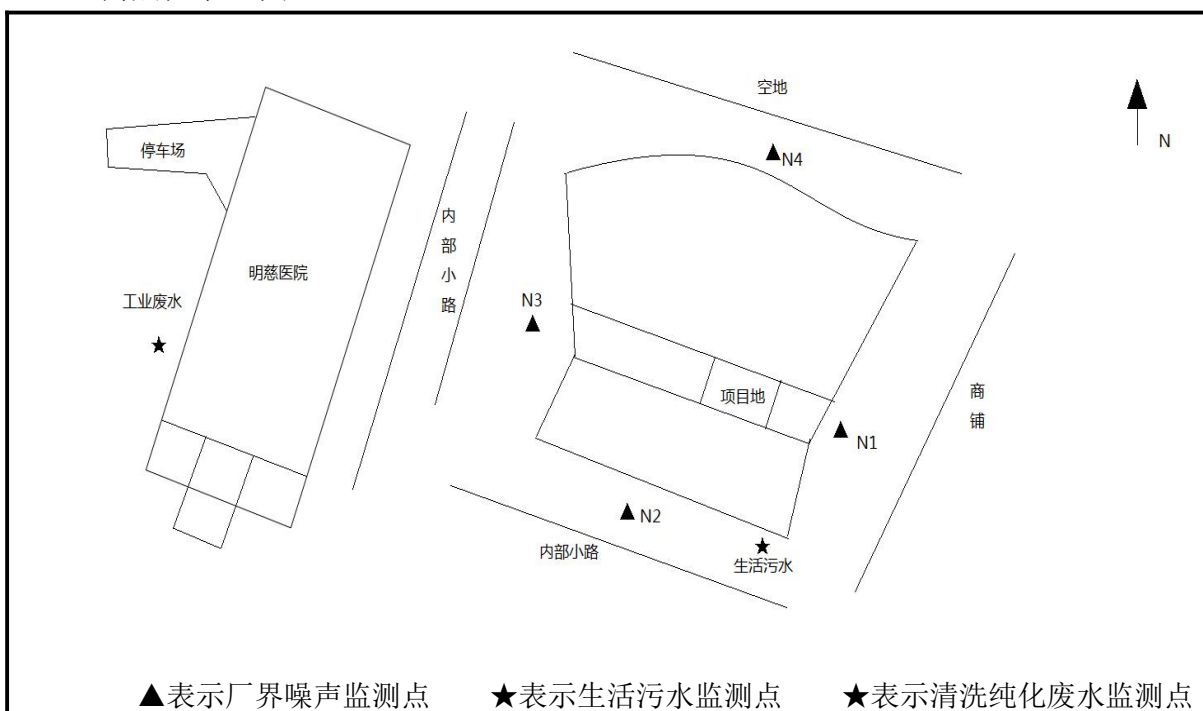 空地
N
N4
停车场
内部小路
明慈医院
N3
工业废水
项目地
商铺
N1
N2
内部小路
生活污水
▲表示厂界噪声监测点 ★表示生活污水监测点 ★表示清洗纯化废水监测点